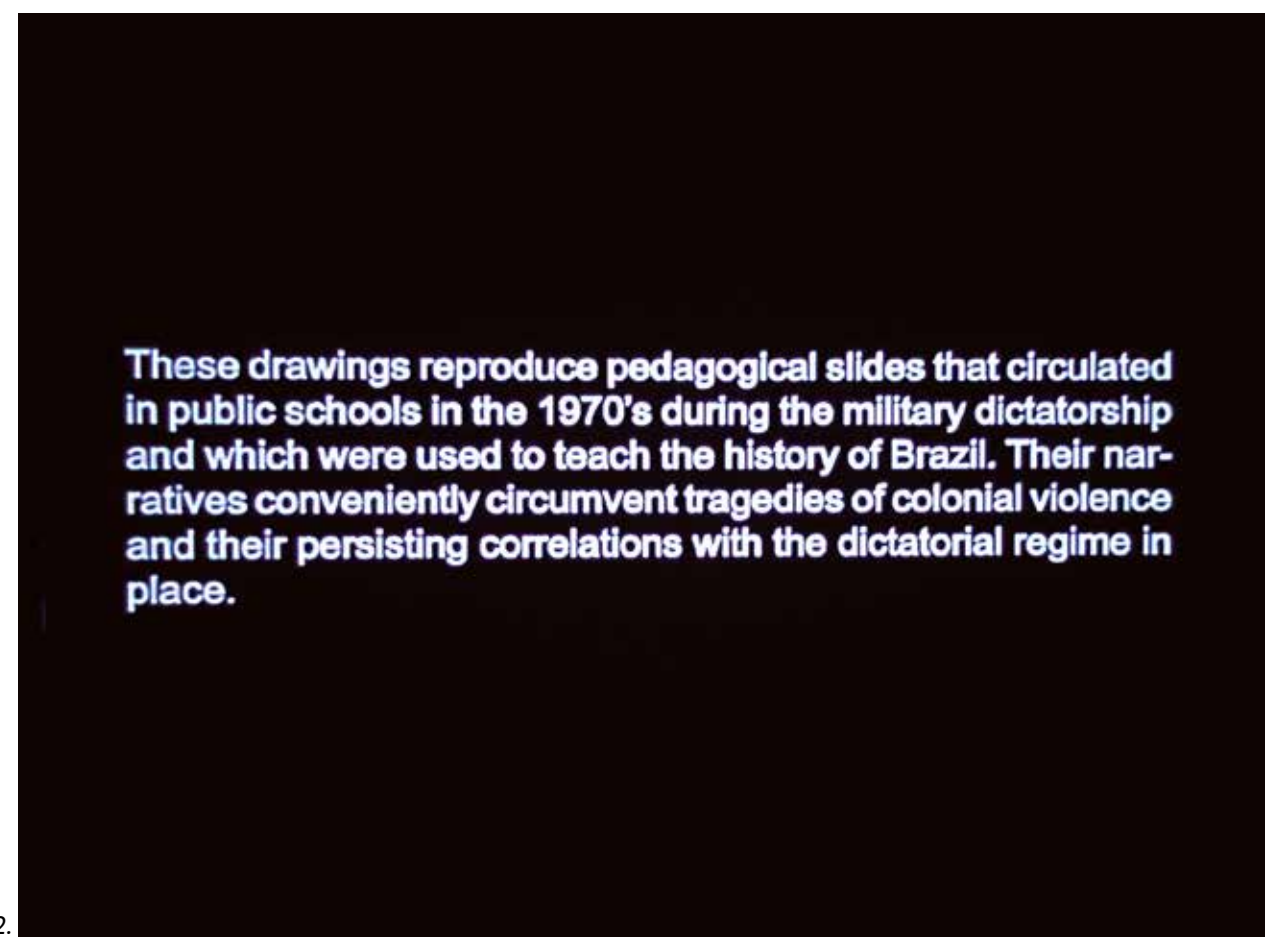 These drawings reproduce pedagogical slides that circulated
in public schools in the 1970's during the military dictatorship
and which were used to teach the history of Brazil. Their nar-
ratives conveniently circumvent tragedies of colonial violence
and their persisting correlations with the dictatorial regime in
place.
2.